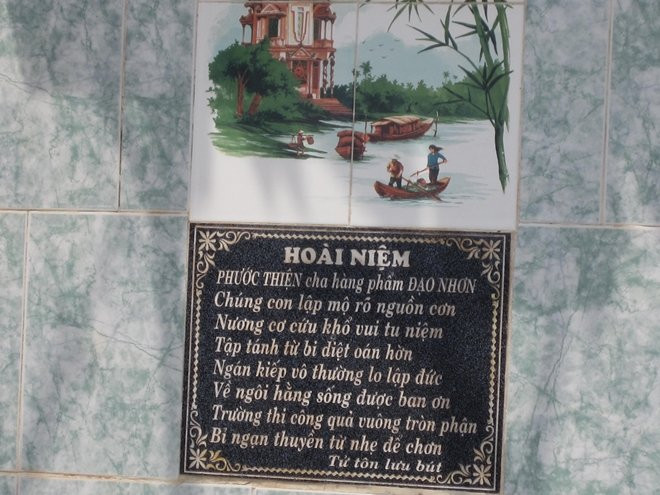 HOÀI NIỆM
PHƯỚC THIÊN cha hàng phẩm ĐẠO NHƠN
Chúng con lập mộ rõ nguồn cơn
Nương cơ cứu khổ vui tu niệm
Tập tánh từ bi diệt oán hờn
Ngàn kiếp vô thường lo lập đức
Về ngôi hằng sống được ban ơn
Trường thi công quả vuông tròn phận
Bỉ ngạn thuyền từ nhẹ để chơn
Tử tôn lưu bút